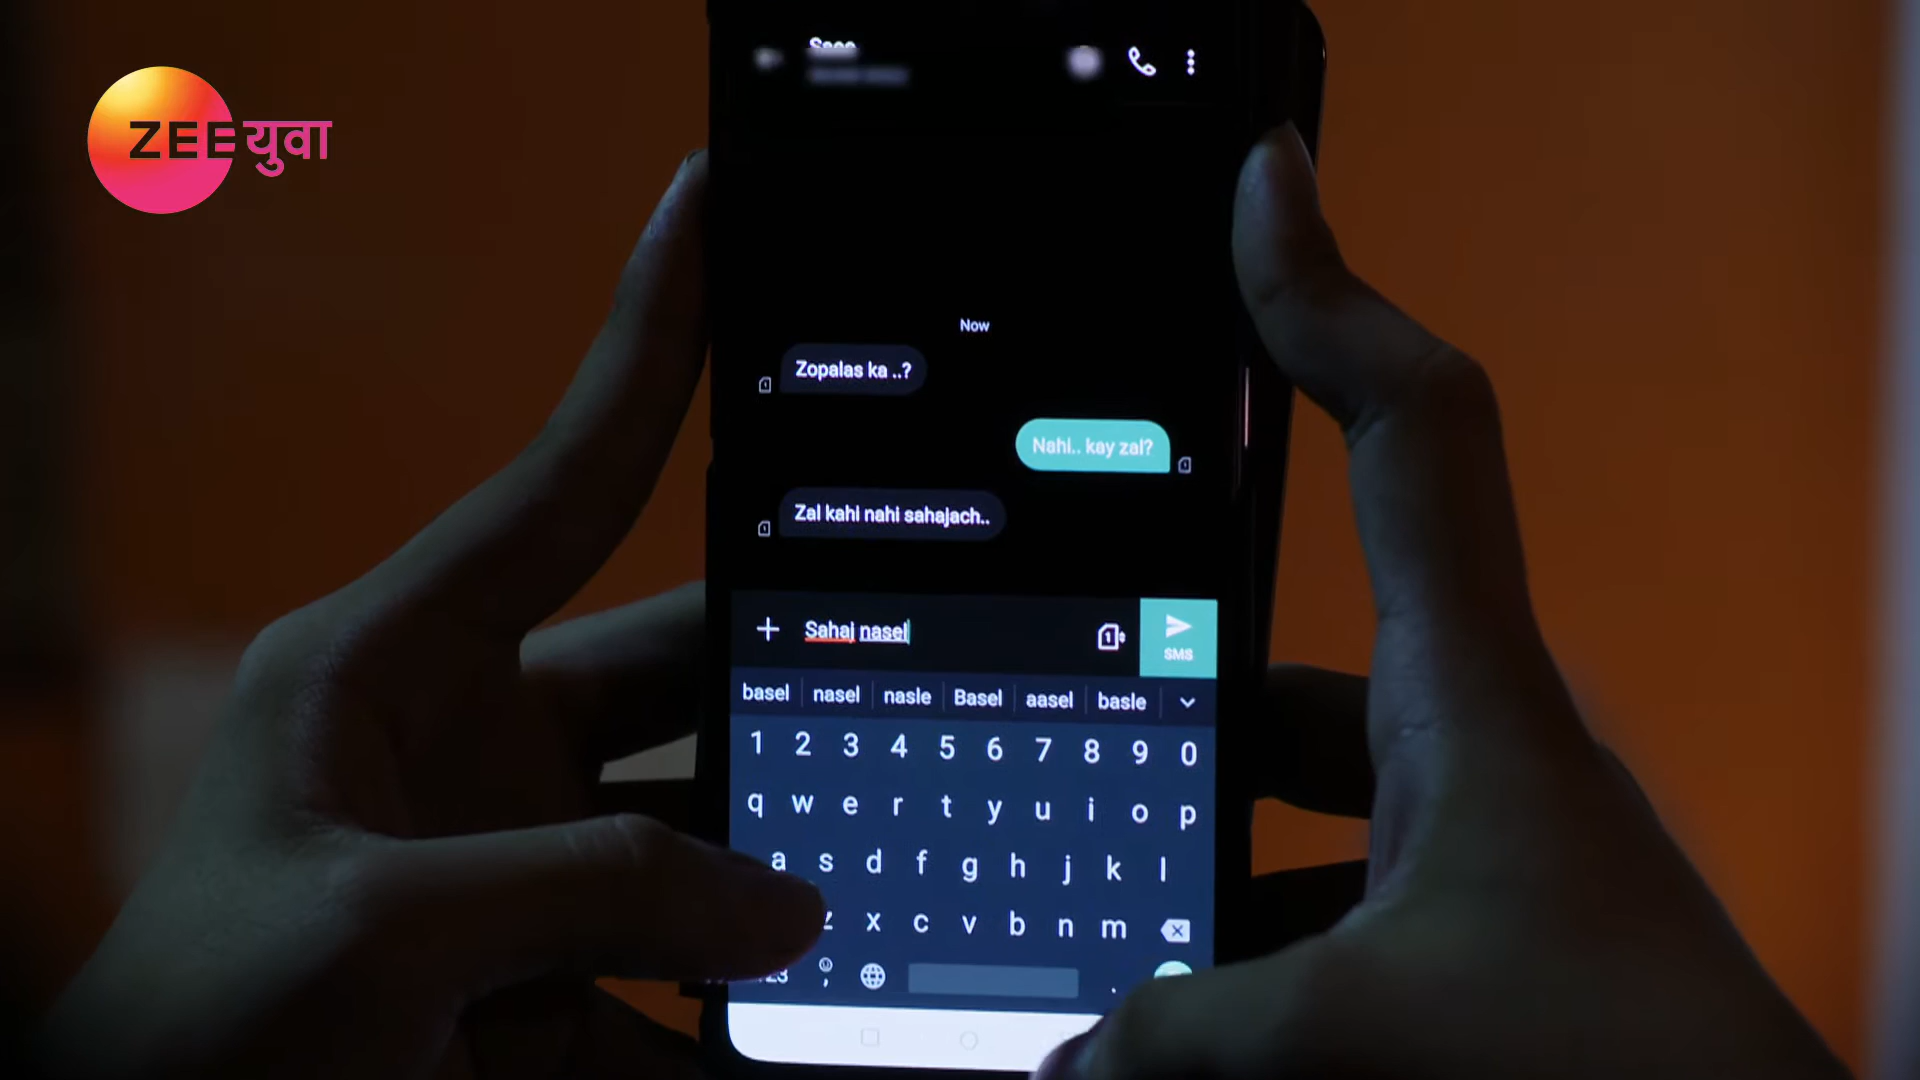 ZEE युवा
Now
Zopalas ka ..?
Nahi.. kay zal?
Zal kahi nahi sahajach..
Sahaj nasel
SMS
basel nasel nasle Basel aasel basle
1 2 3 4 5 6 7 8 9 0
q w e r t y u i o p
a s d f g h j k l
z x c v b n m